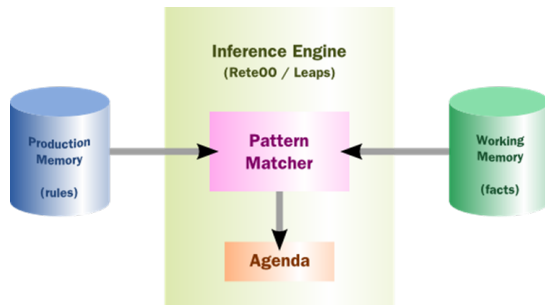 Inference Engine
(ReteOO / Leaps)
Production
Memory
(rules)
Pattern
Matcher
Working
Memory
(facts)
Agenda